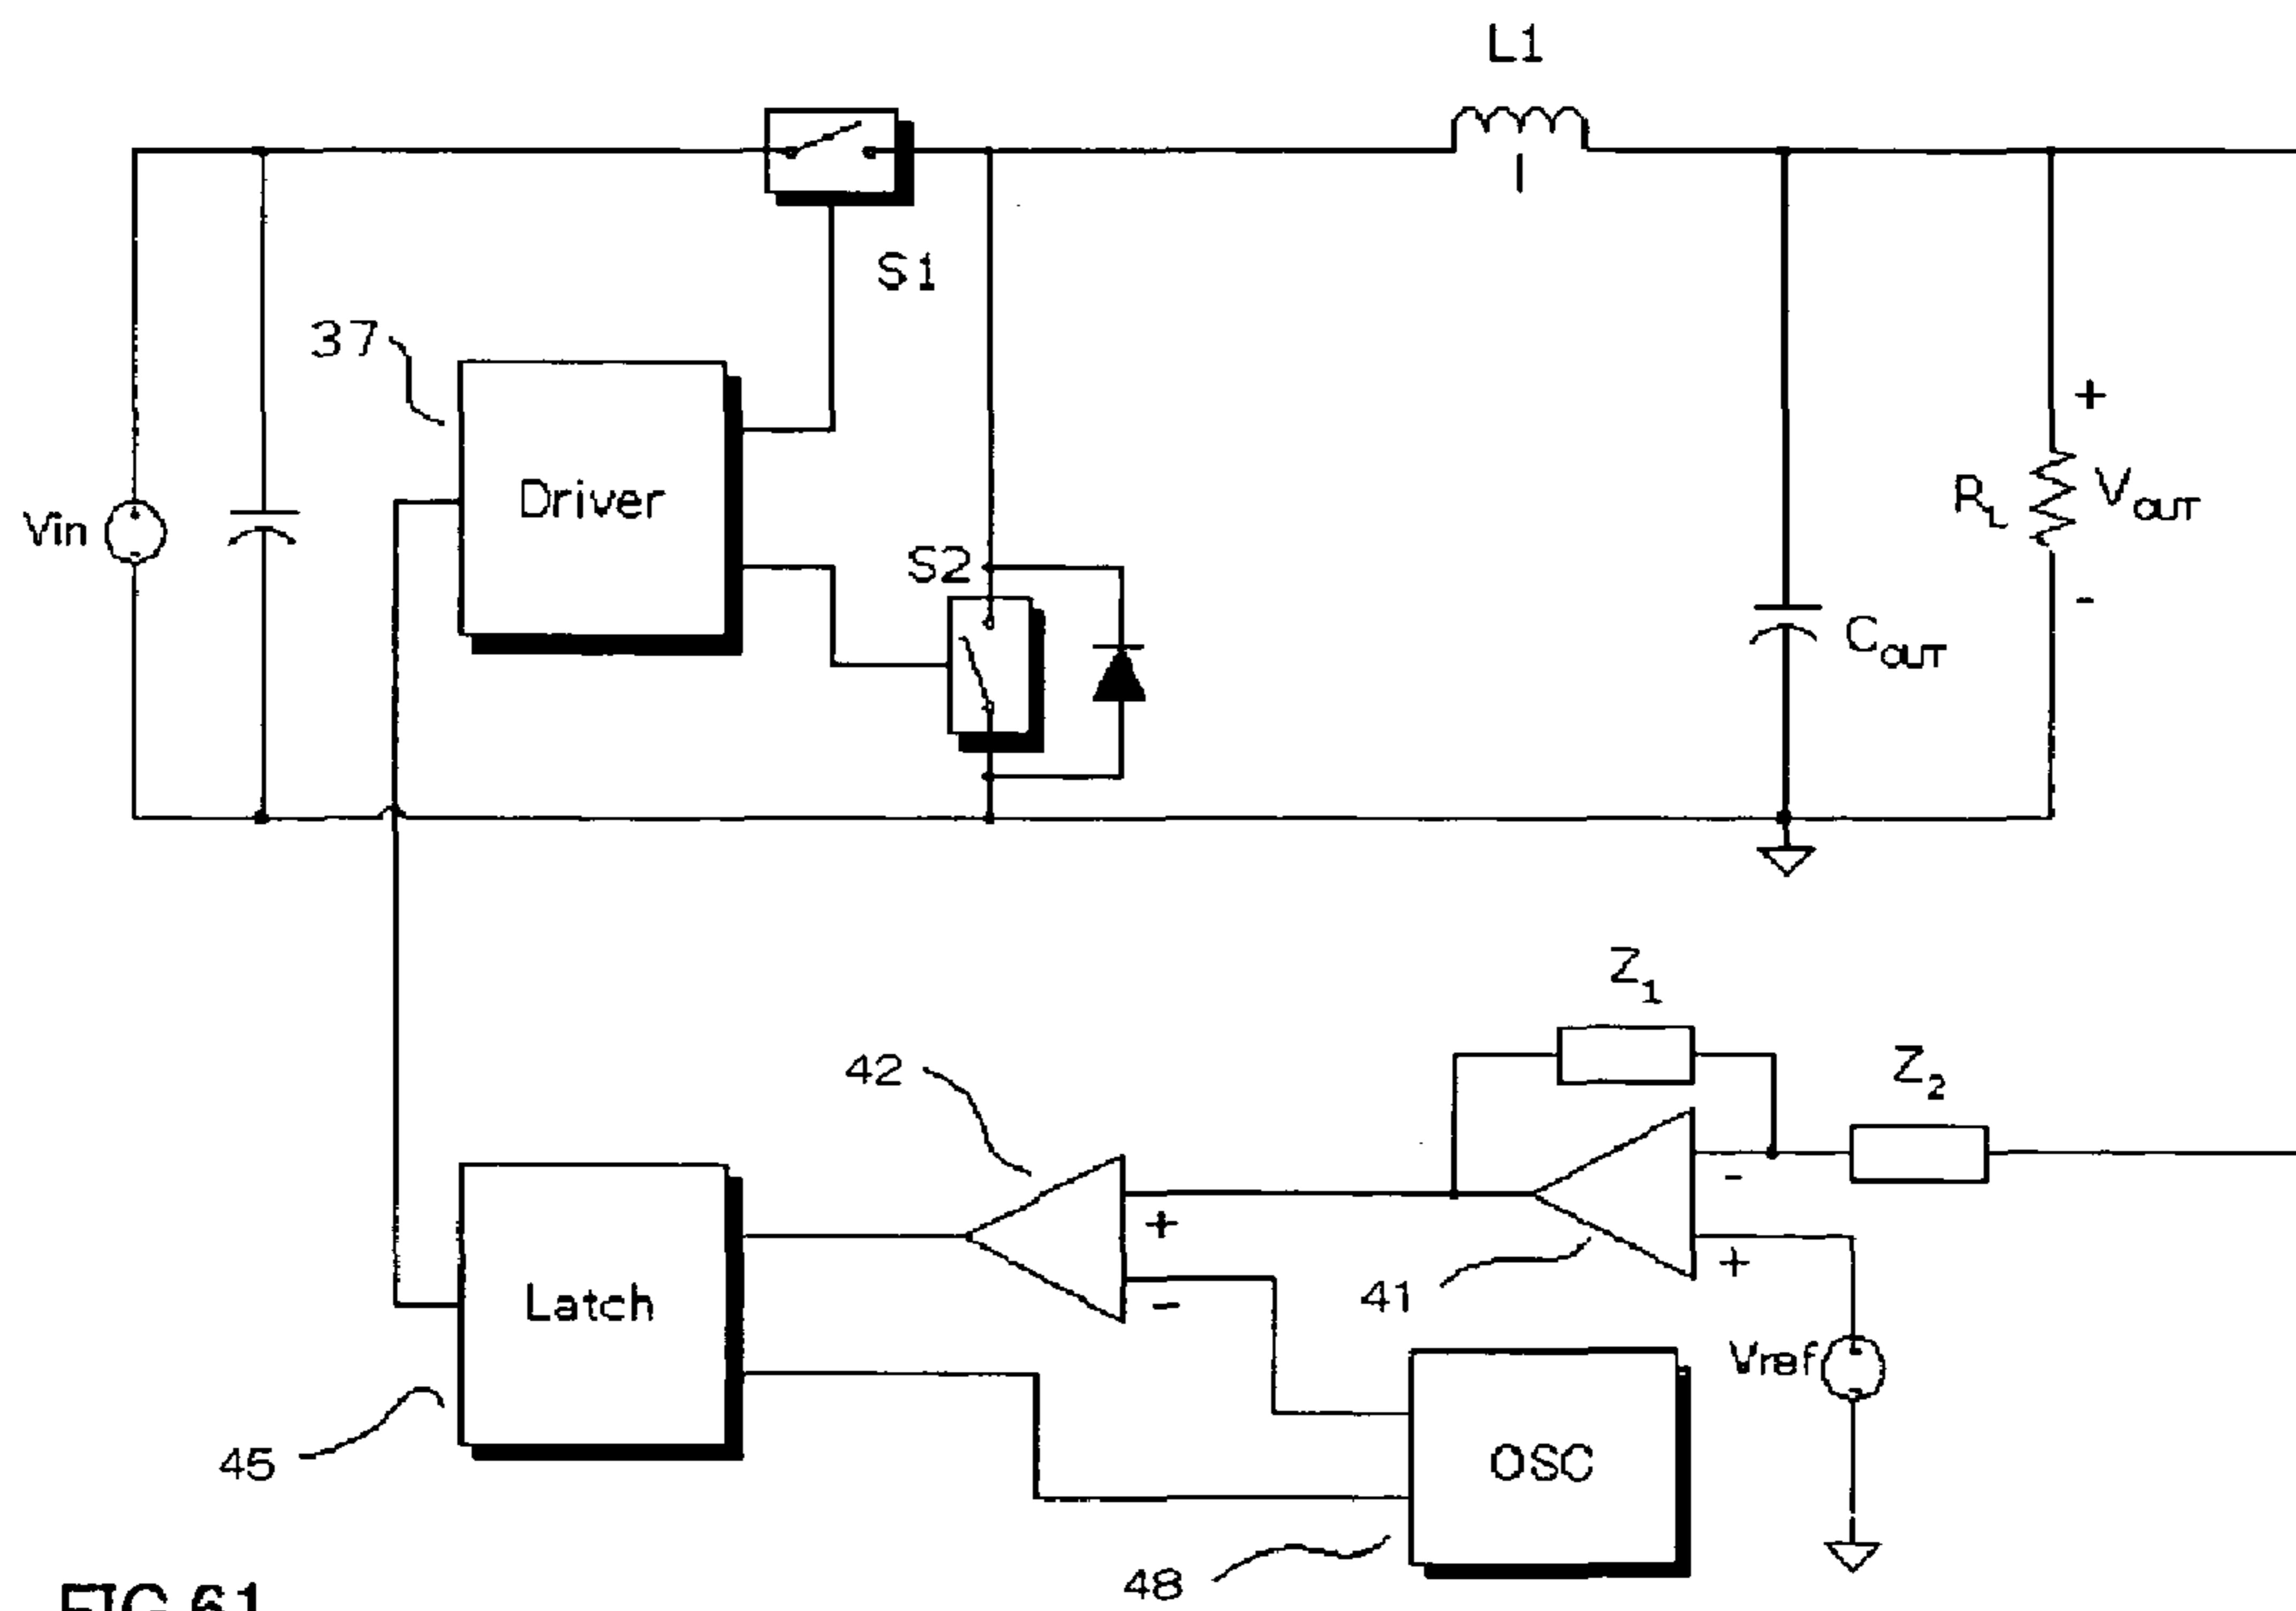 L1
S1
37
Driver
Vin
S2
+
R_L
V_OUT
-
C_OUT
Z_1
Z_2
42
-
+
+
-
41
Latch
Vref
45
OSC
48
FIG 61